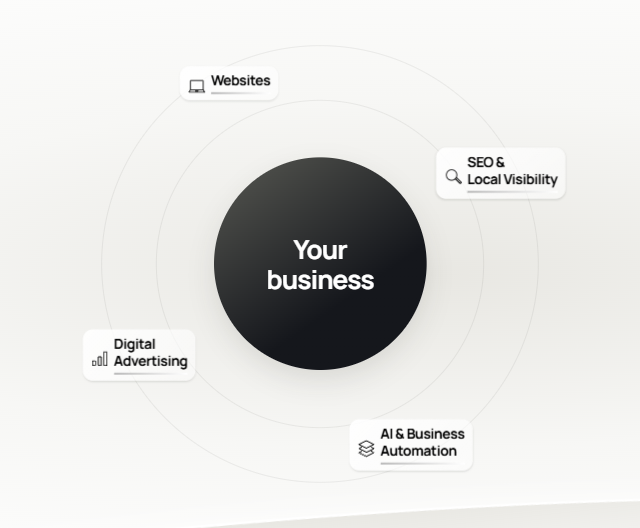 Websites
SEO &
Local Visibility
Your
business
Digital
Advertising
AI & Business
Automation